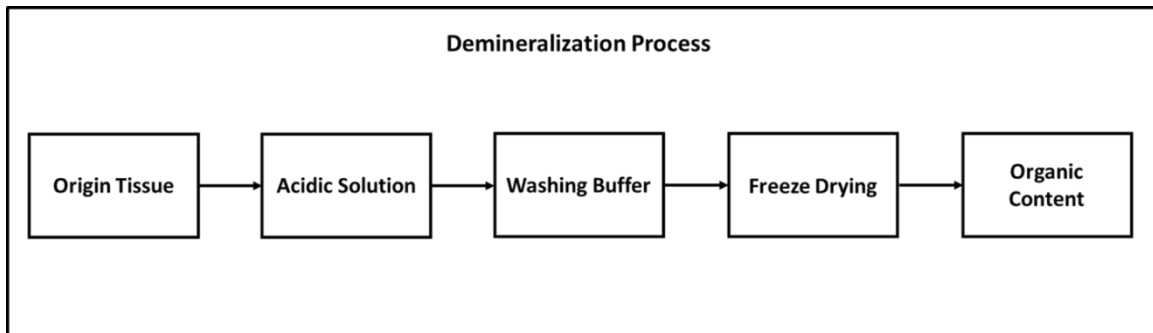 Demineralization Process
Origin Tissue
Acidic Solution
Washing Buffer
Freeze Drying
Organic
Content